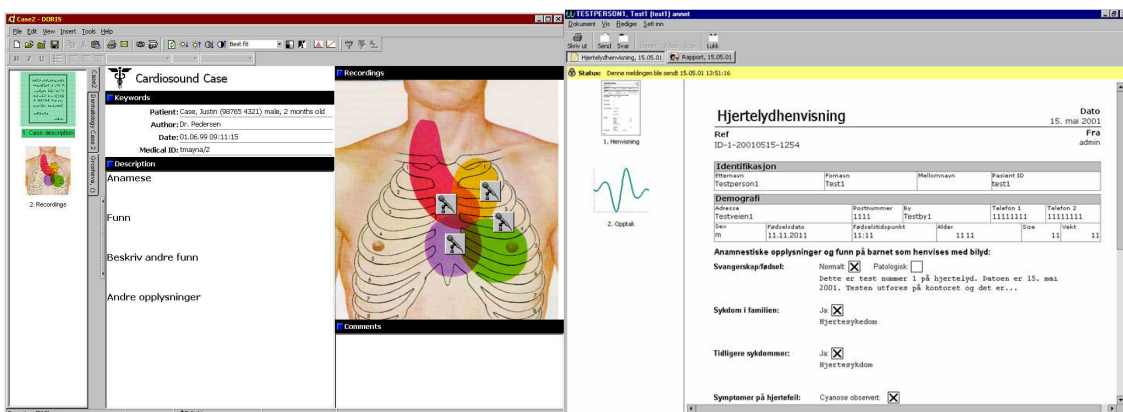 Case2 - DORIS
File Edit View Insert Tools Help
Best fit
B I U
1. Case description
2. Recordings
Case2
Dermatology Case 2
Cardiosound Case
Keywords
Patient: Case, Justin (98765 4321) male, 2 months old
Author: Dr. Pedersen
Date: 01.06.99 09:11:15
Medical ID: tmayna/2
Description
Anamese
Funn
Beskriv andre funn
Andre opplysninger
Recordings
Comments
TESTPERSON1, Test1 (test1) annet
Dokument Vis Rediger Sett inn
Skriv ut Send Svar Lukk
Hjertelydhenvisning, 15.05.01 Rapport, 15.05.01
Status: Denne meldingen ble sendt 15.05.01 13:51:16
1. Henvisning
2. Opptak
Hjertelydhenvisning
Dato
15. mai 2001
Ref
Fra
ID-1-20010515-1254
admin
Identifikasjon
Etternavn Fornavn Mellomnavn Pasient ID
Testperson1 Test1 test1
Demografi
Adresse Postnummer By Telefon 1 Telefon 2
Testveien1 1111 Testby1 11111111 11111111
Sex Fødselsdato Fødselstidspunkt Alder Size Vekt
m 11.11.2011 11:11 1111 11 11
Anamnestiske opplysninger og funn på barnet som henvises med bilyd:
Svangerskap/fødsel: Normalt: Patologisk:
Dette er test nummer 1 på hjertelyd. Datoen er 15. mai
2001. Testen utføres på kontoret og det er...
Sykdom i familien: Ja:
Hjertesykedom
Tidligere sykdommer: Ja:
Hjertesykdom
Symptomer på hjertefeil: Cyanose observert: